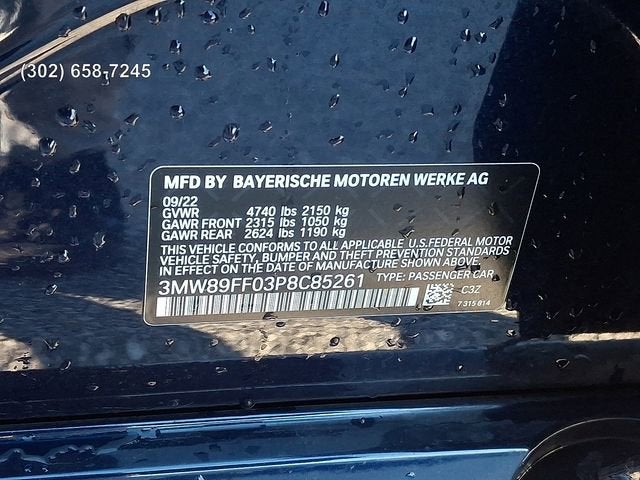 (302) 658-7245
MFD BY BAYERISCHE MOTOREN WERKE AG
09/22
GVWR 4740 lbs 2150 kg
GAWR FRONT 2315 lbs 1050 kg
GAWR REAR 2624 lbs 1190 kg
THIS VEHICLE CONFORMS TO ALL APPLICABLE U.S.FEDERAL MOTOR
VEHICLE SAFETY, BUMPER AND THEFT PREVENTION STANDARDS
IN EFFECT ON THE DATE OF MANUFACTURE SHOWN ABOVE.
3MW89FF03P8C85261 TYPE: PASSENGER CAR
C3Z
7 315 814